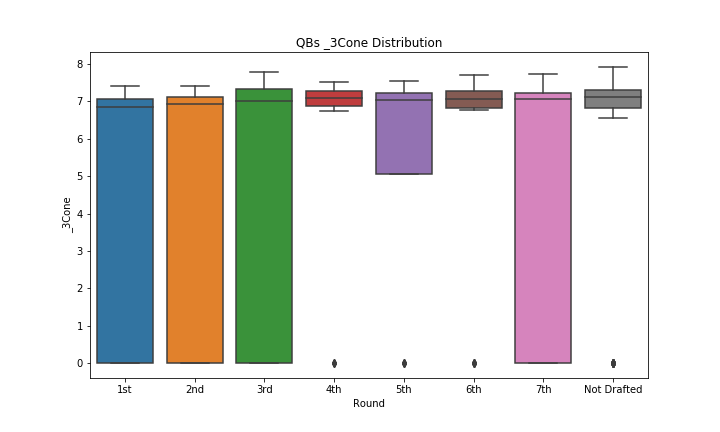 QBs _3Cone Distribution
8
7
6
5
4
3
2
1
0
_3Cone
1st 2nd 3rd 4th 5th 6th 7th Not Drafted
Round